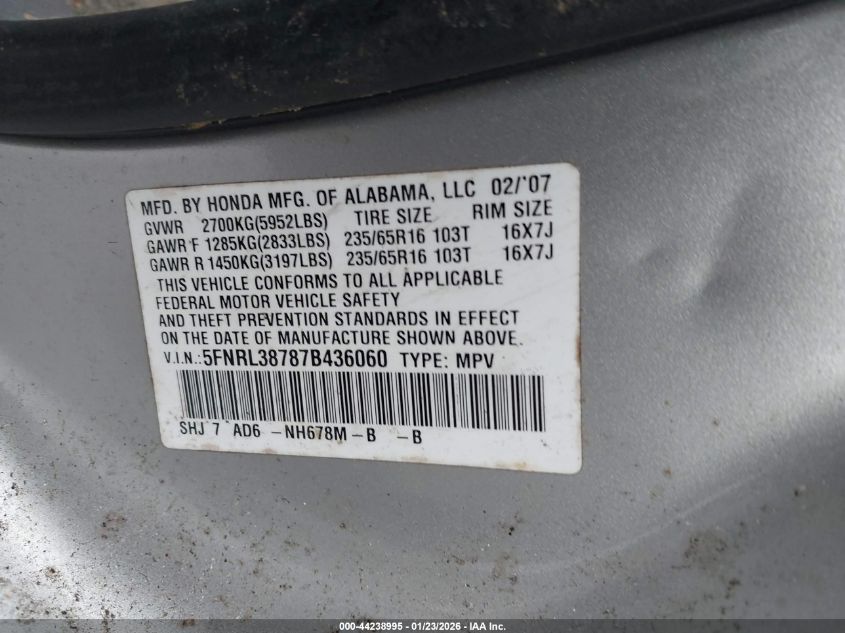 MFD. BY HONDA MFG. OF ALABAMA, LLC 02/'07
GVWR 2700KG(5952LBS) TIRE SIZE RIM SIZE
GAWR F 1285KG(2833LBS) 235/65R16 103T 16X7J
GAWR R 1450KG(3197LBS) 235/65R16 103T 16X7J
THIS VEHICLE CONFORMS TO ALL APPLICABLE
FEDERAL MOTOR VEHICLE SAFETY
AND THEFT PREVENTION STANDARDS IN EFFECT
ON THE DATE OF MANUFACTURE SHOWN ABOVE.
V.I.N.: 5FNRL38787B436060 TYPE: MPV
SHJ 7 AD6 -NH678M-B -B
000-44238995 - 01/23/2026 - IAA Inc.